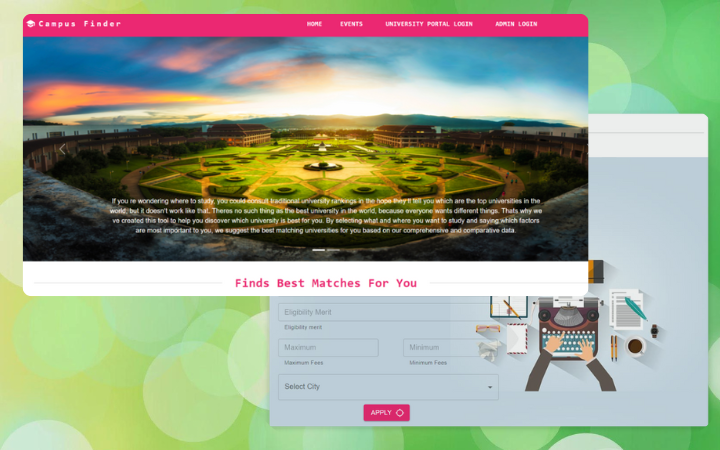 Campus Finder
HOME EVENTS UNIVERSITY PORTAL LOGIN ADMIN LOGIN
If you re wondering where to study, you could consult traditional university rankings in the hope they'll tell you which are the top universities in the
world, but it doesn't work like that. Theres no such thing as the best university in the world, because everyone wants different things. Thats why we
ve created this tool to help you discover which university is best for you. By selecting what and where you want to study and saying which factors
are most important to you, we suggest the best matching universities for you based on our comprehensive and comparative data.
Finds Best Matches For You
Eligibility Merit
Eligibility merit
Maximum Minimum
Maximum Fees Minimum Fees
Select City
APPLY